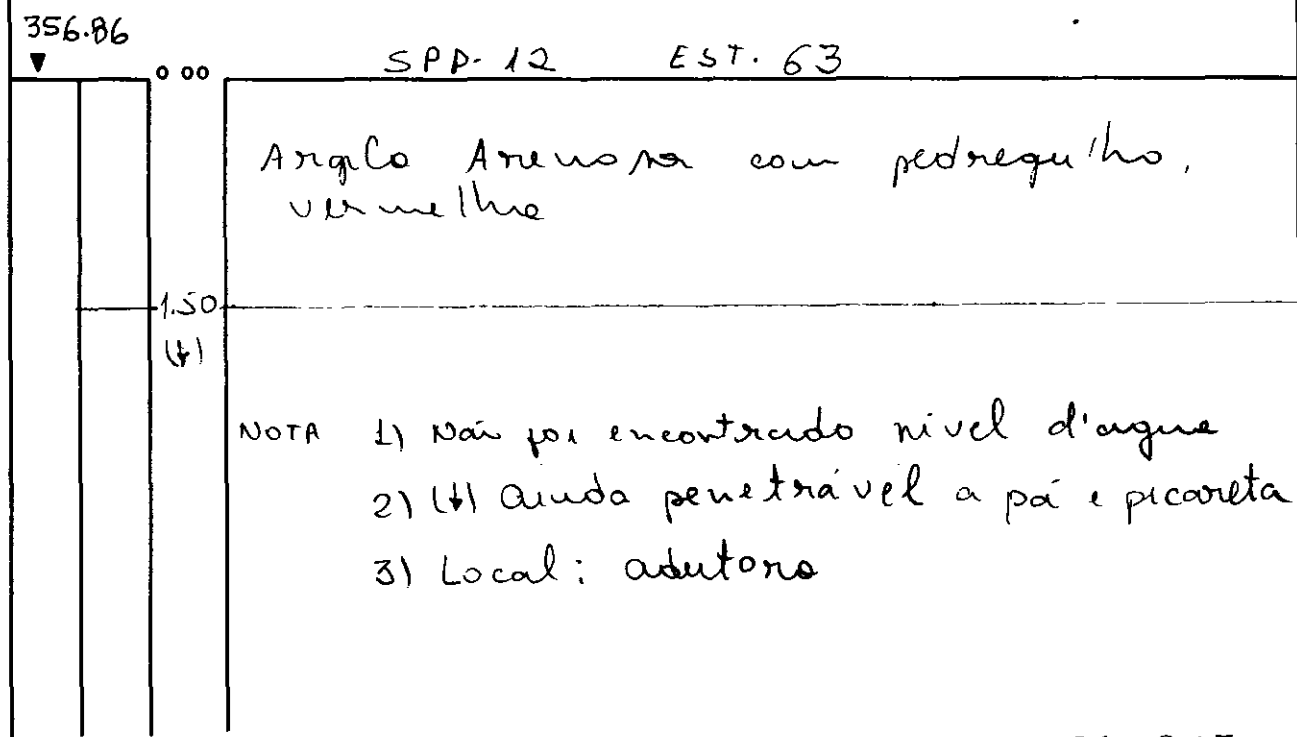 356.86
SPP-12 EST. 63
0 00
Argila Arenosa com pedregulho,
vermelha
1.50
(↓)
NOTA 1) Não foi encontrado nivel d'agua
2) (↓) Ainda penetrável a pá e picareta
3) Local: adutora